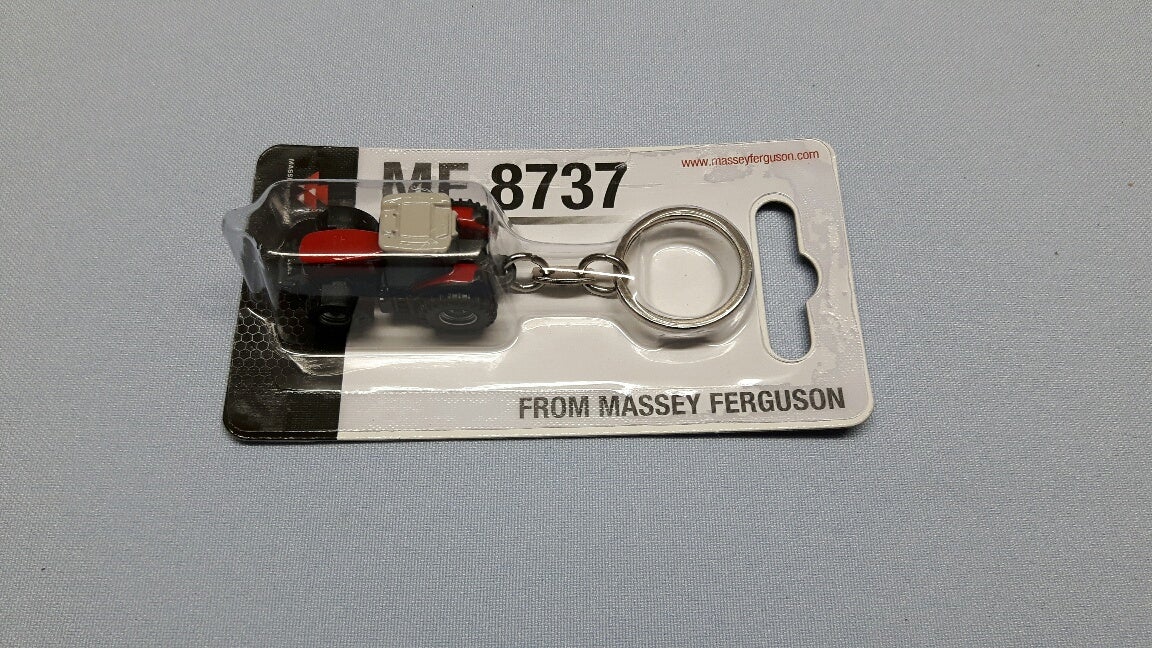 MF 8737
www.masseyferguson.com
FROM MASSEY FERGUSON